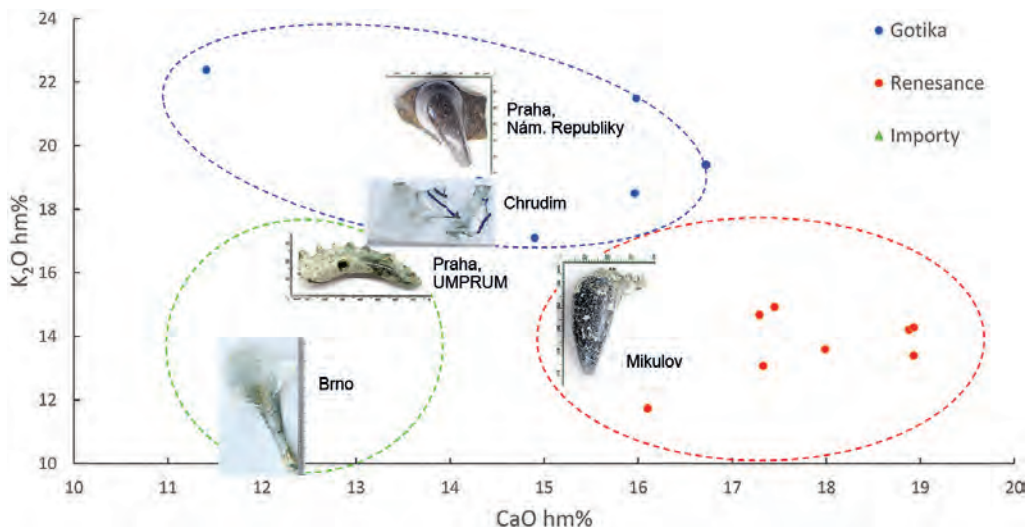 24
22
20
18
16
14
12
10
K₂O hm%
10
11
12
13
14
15
16
17
18
19
20
CaO hm%
Gotika
Renesance
Importy
Praha,
Nám. Republiky
Chrudim
Praha,
UMPRUM
Brno
Mikulov